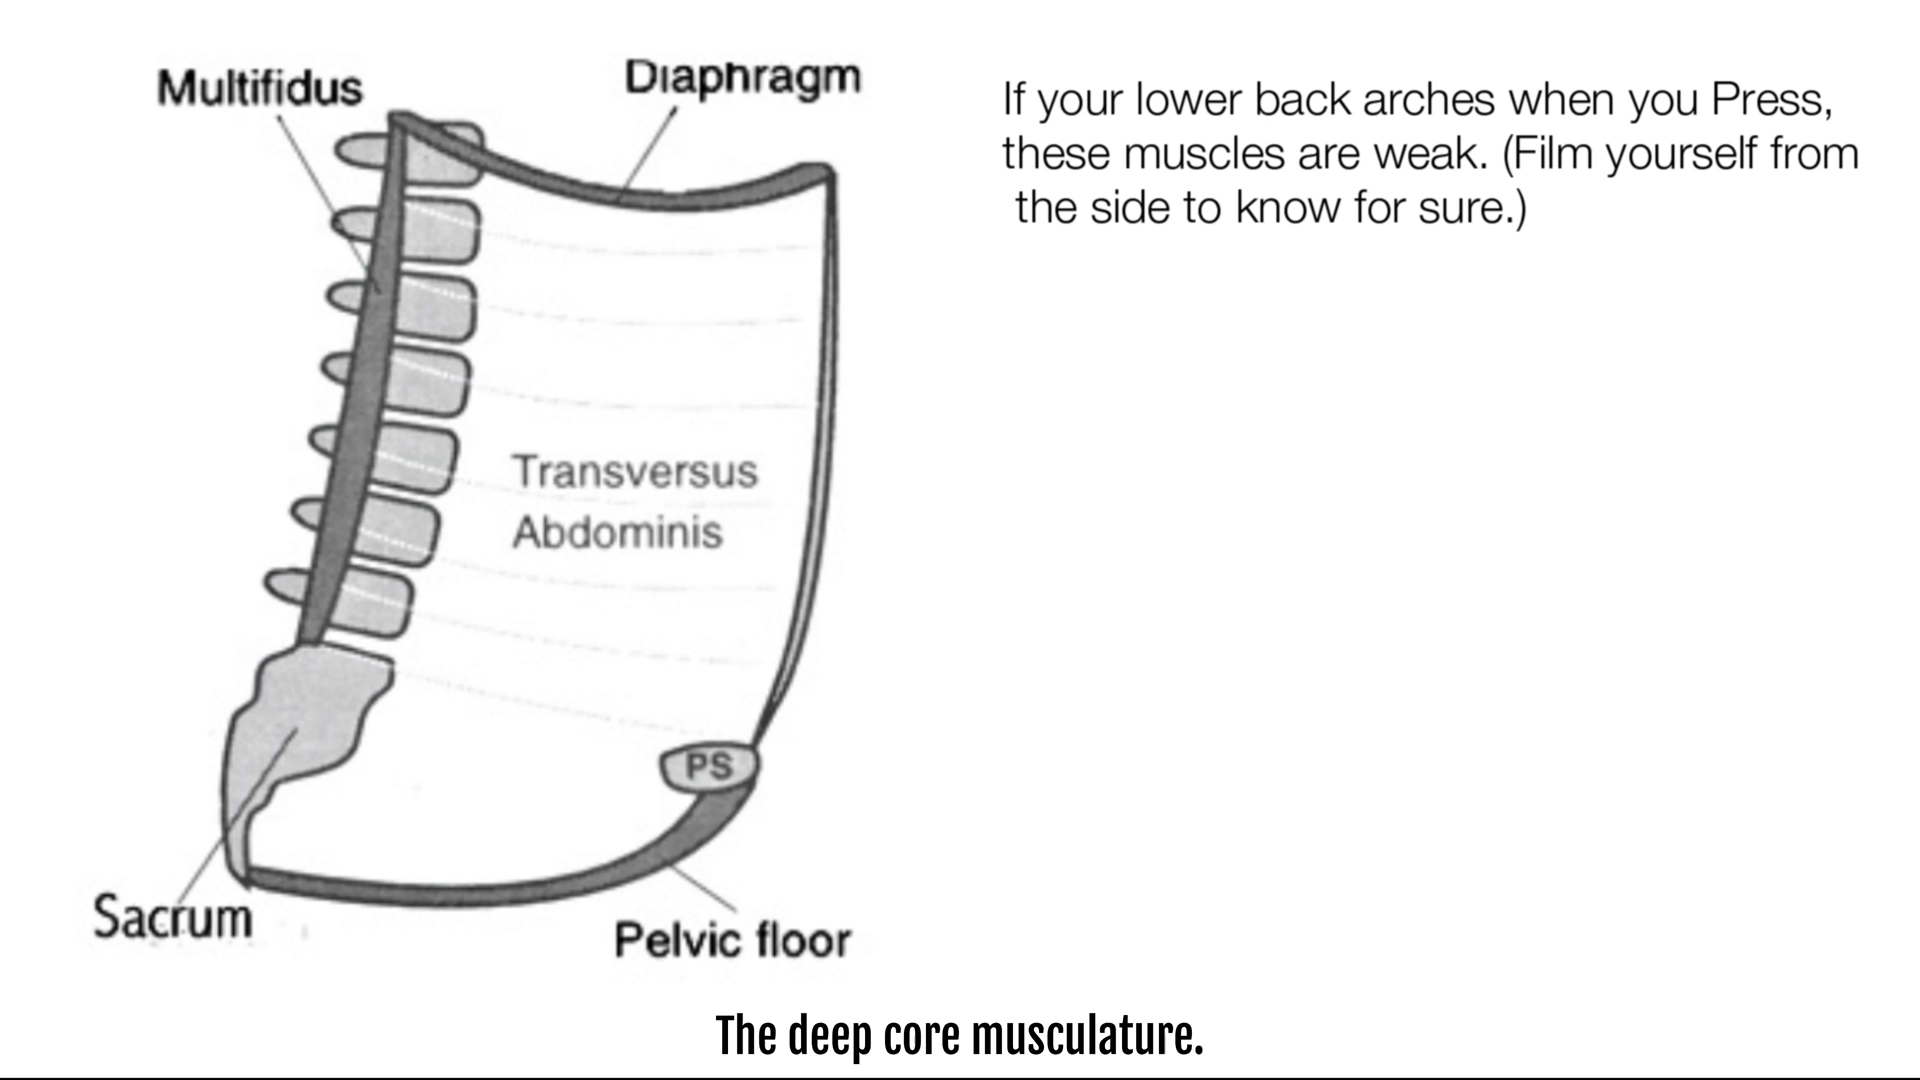 Multifidus
Diaphragm
If your lower back arches when you Press,
these muscles are weak. (Film yourself from
the side to know for sure.)
Transversus
Abdominis
PS
Sacrum
Pelvic floor
The deep core musculature.